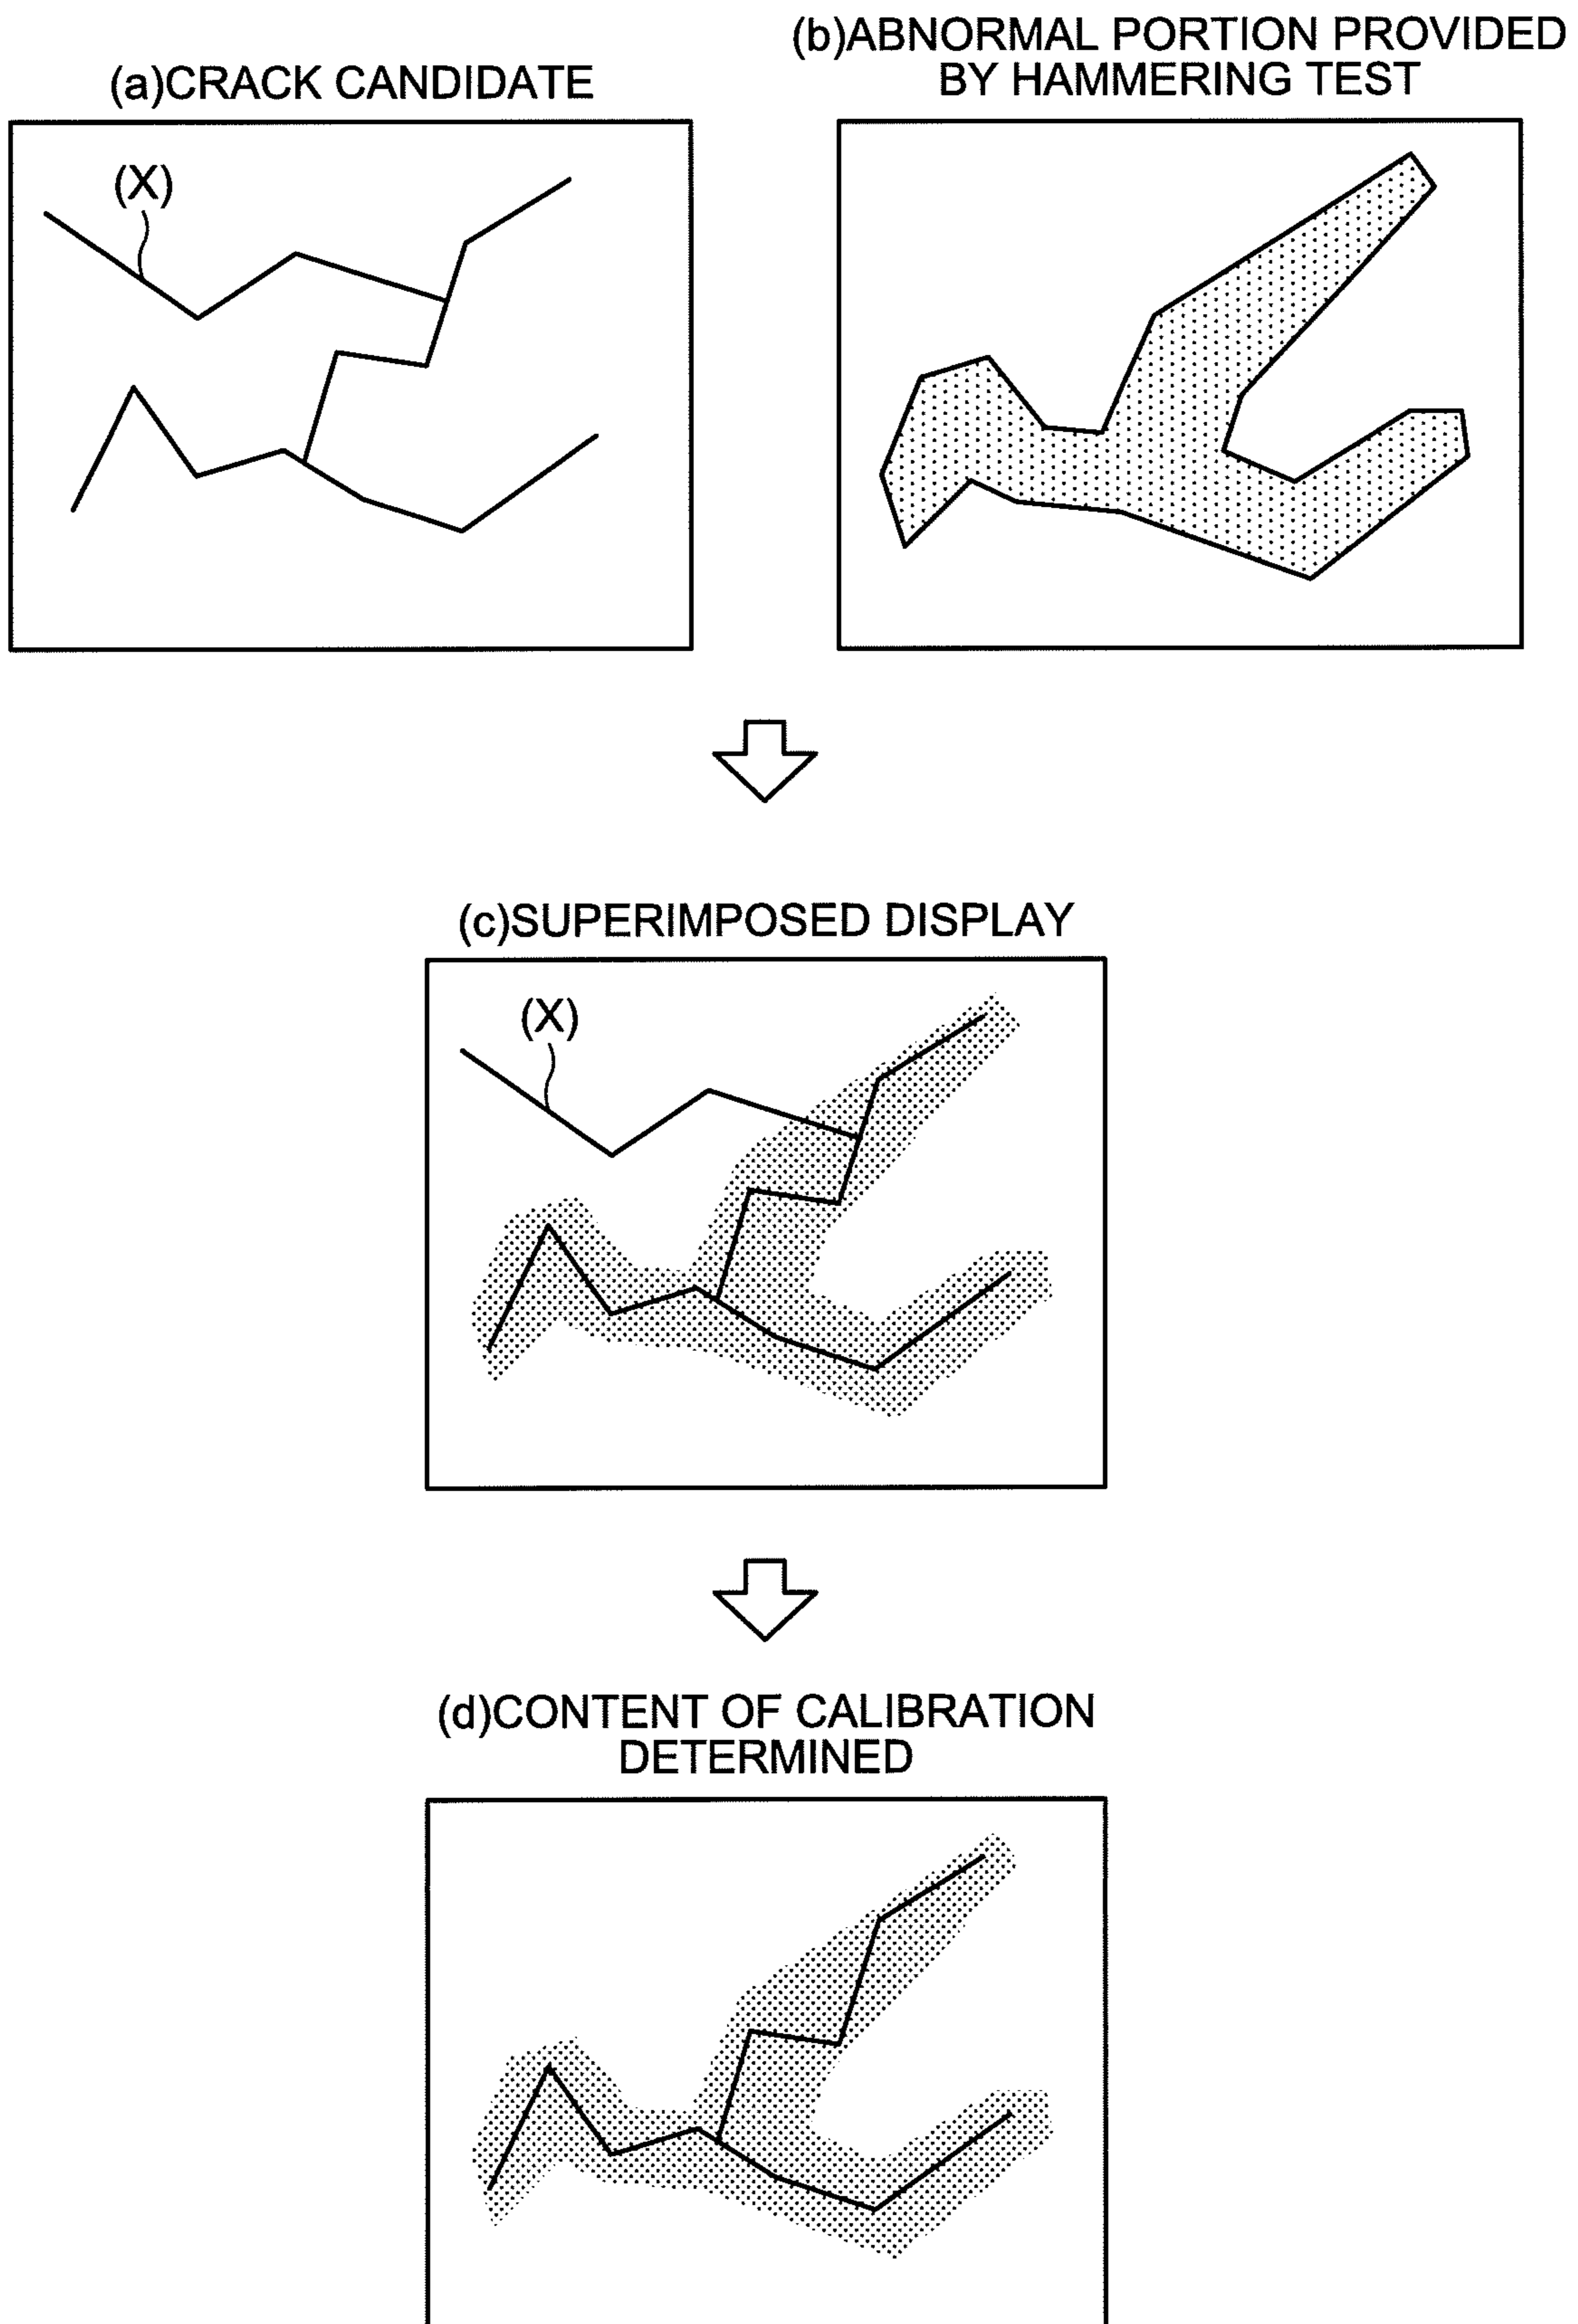 (a)CRACK CANDIDATE
(b)ABNORMAL PORTION PROVIDED
BY HAMMERING TEST
(X)
(c)SUPERIMPOSED DISPLAY
(X)
(d)CONTENT OF CALIBRATION
DETERMINED